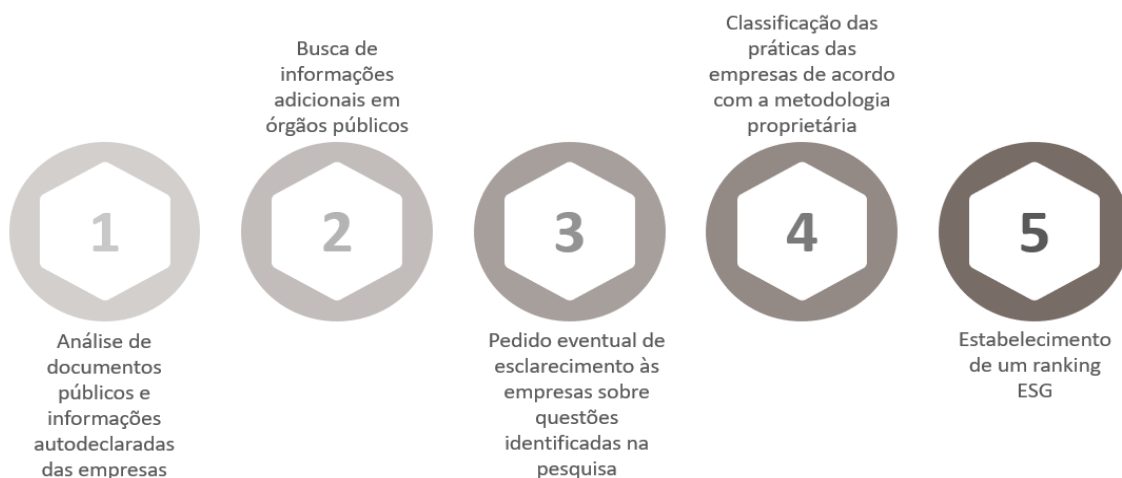 1
Análise de
documentos
públicos e
informações
autodeclaradas
das empresas
Busca de
informações
adicionais em
órgãos públicos
2
3
Pedido eventual de
esclarecimento às
empresas sobre
questões
identificadas na
pesquisa
Classificação das
práticas das
empresas de acordo
com a metodologia
proprietária
4
5
Estabelecimento
de um ranking
ESG